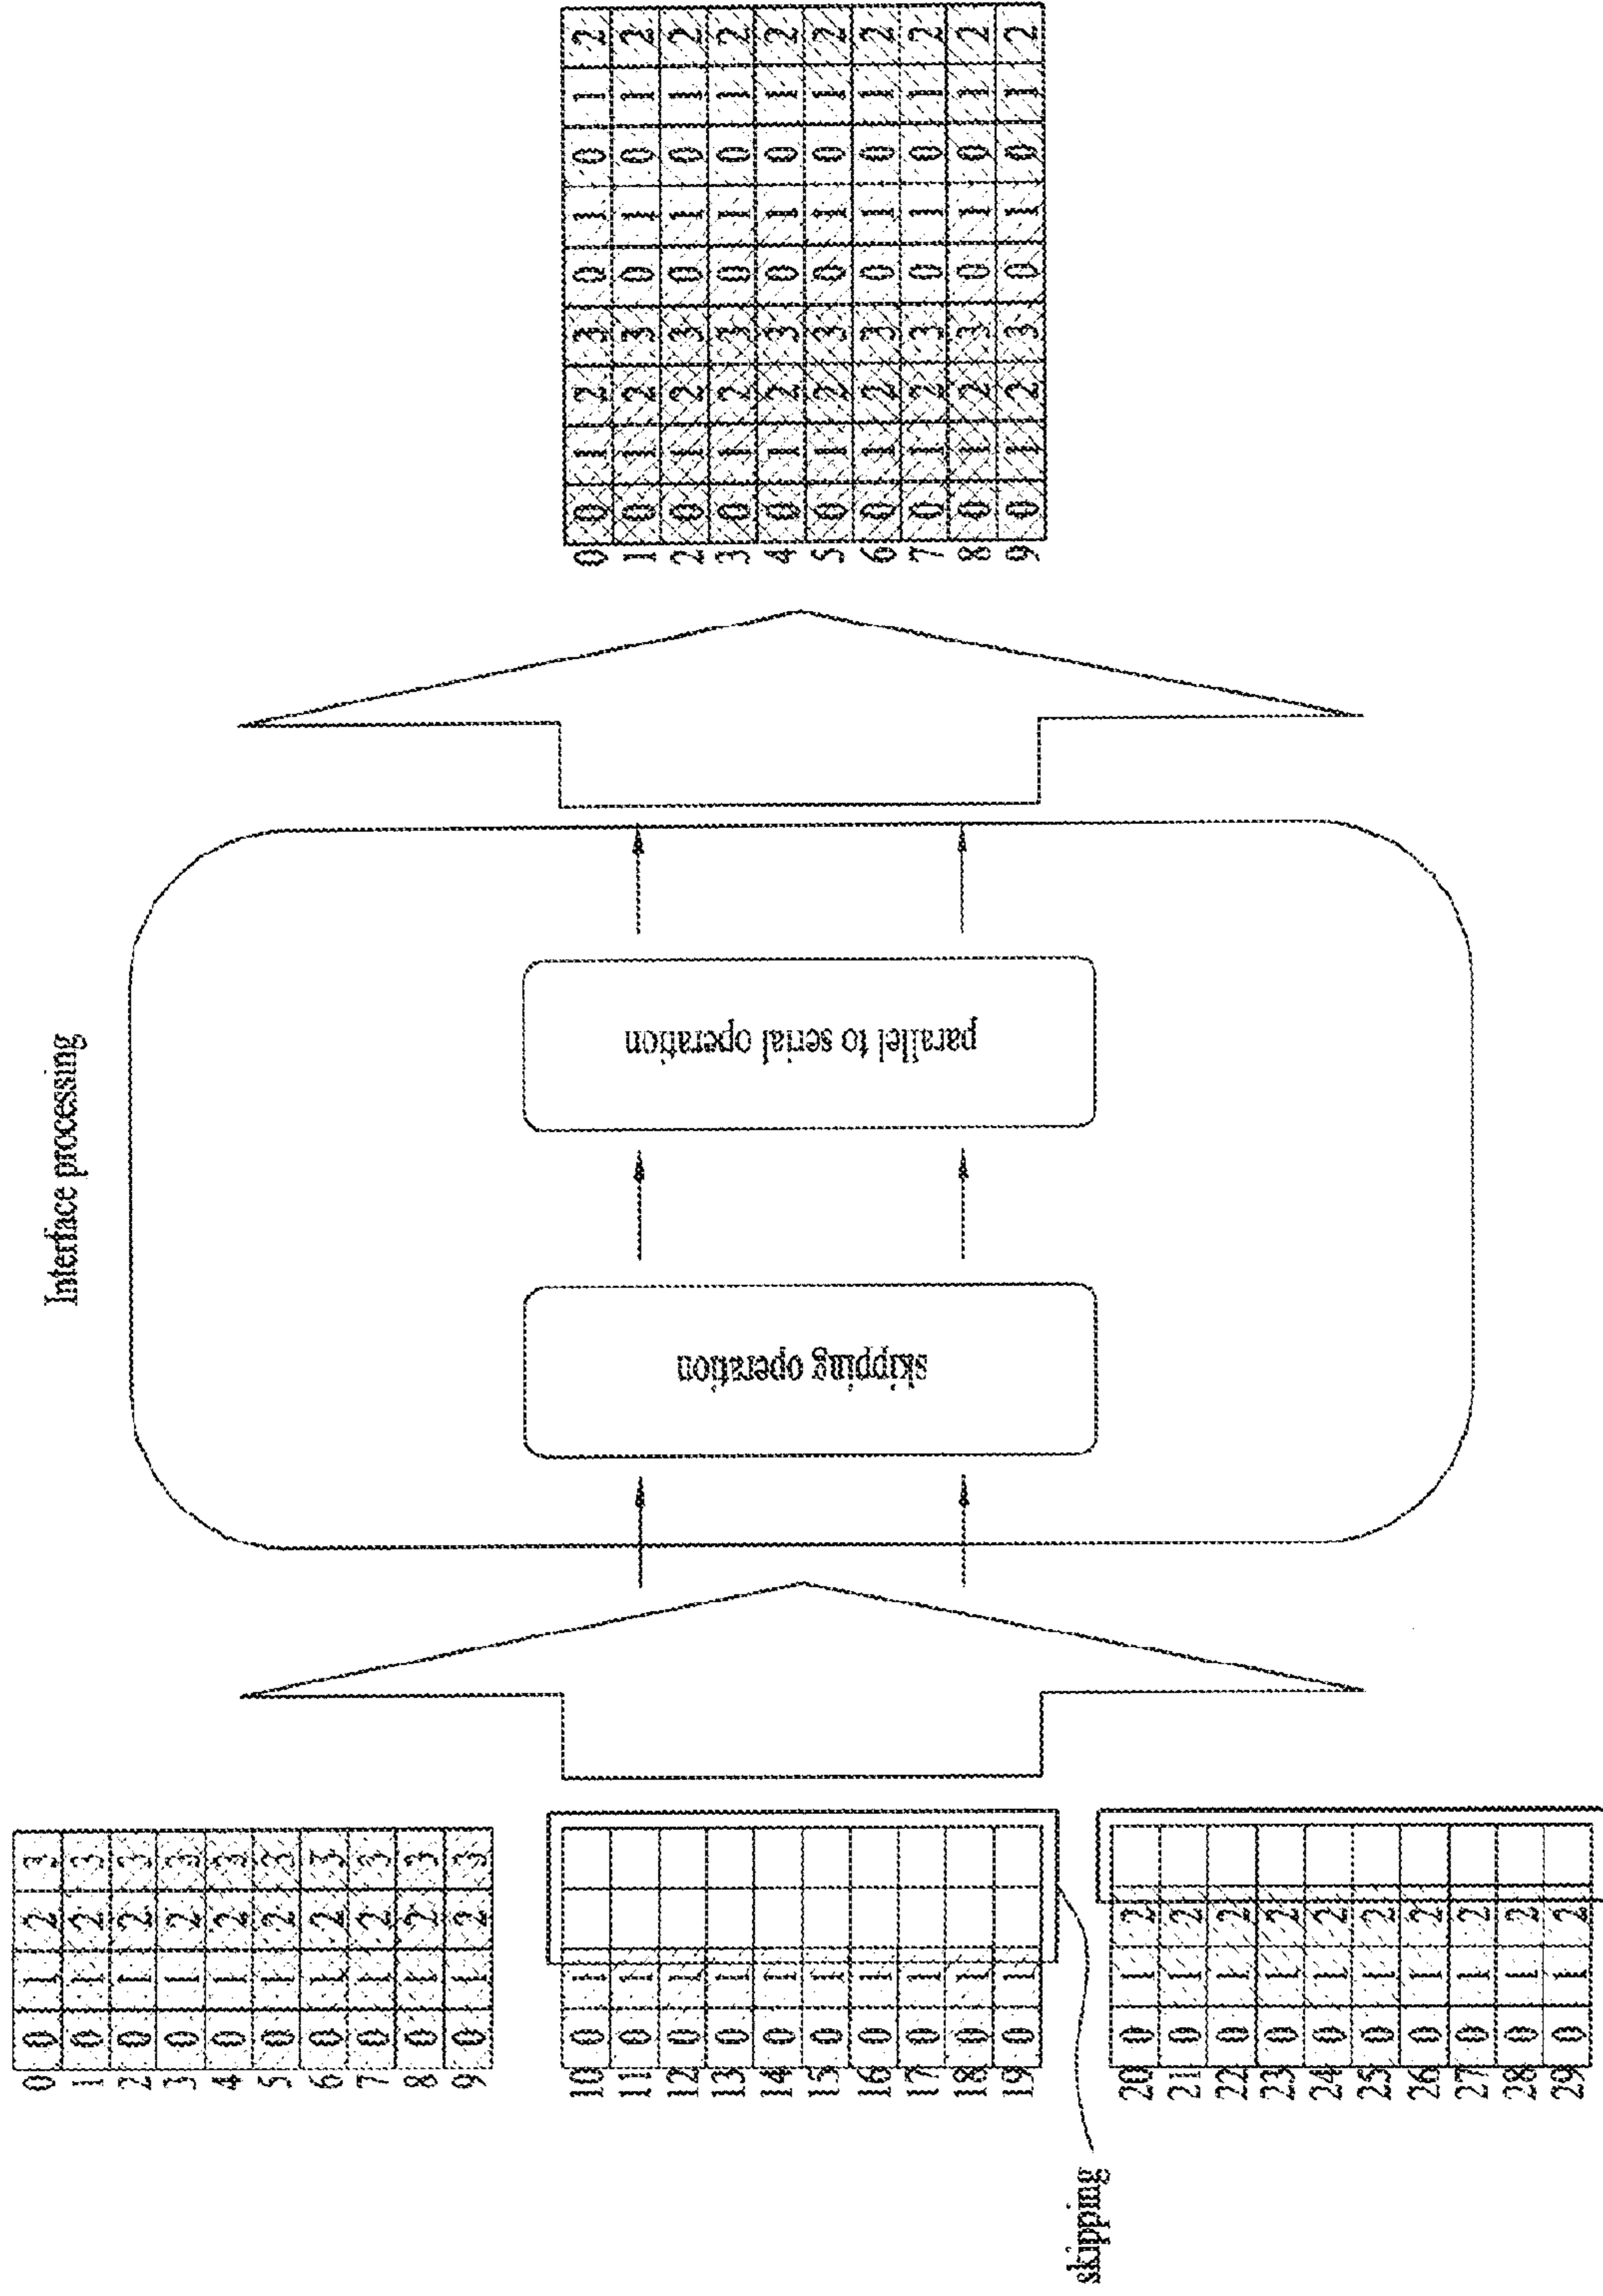 Interface processing
0 0 1 2 3
1 0 1 2 3
2 0 1 2 3
3 0 1 2 3
4 0 1 2 3
5 0 1 2 3
6 0 1 2 3
7 0 1 2 3
8 0 1 2 3
9 0 1 2 3
10 0 1
11 0 1
12 0 1
13 0 1
14 0 1
15 0 1
16 0 1
17 0 1
18 0 1
19 0 1
skipping
20 0 1 2
21 0 1 2
22 0 1 2
23 0 1 2
24 0 1 2
25 0 1 2
26 0 1 2
27 0 1 2
28 0 1 2
29 0 1 2
skipping operation
parallel to serial operation
0 0 1 2 3 0 1 0 1 2
1 0 1 2 3 0 1 0 1 2
2 0 1 2 3 0 1 0 1 2
3 0 1 2 3 0 1 0 1 2
4 0 1 2 3 0 1 0 1 2
5 0 1 2 3 0 1 0 1 2
6 0 1 2 3 0 1 0 1 2
7 0 1 2 3 0 1 0 1 2
8 0 1 2 3 0 1 0 1 2
9 0 1 2 3 0 1 0 1 2